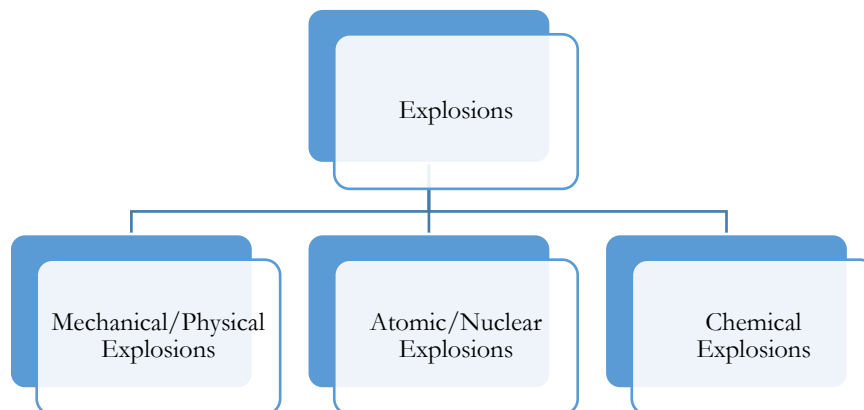 Explosions
Mechanical/Physical
Explosions
Atomic/Nuclear
Explosions
Chemical
Explosions